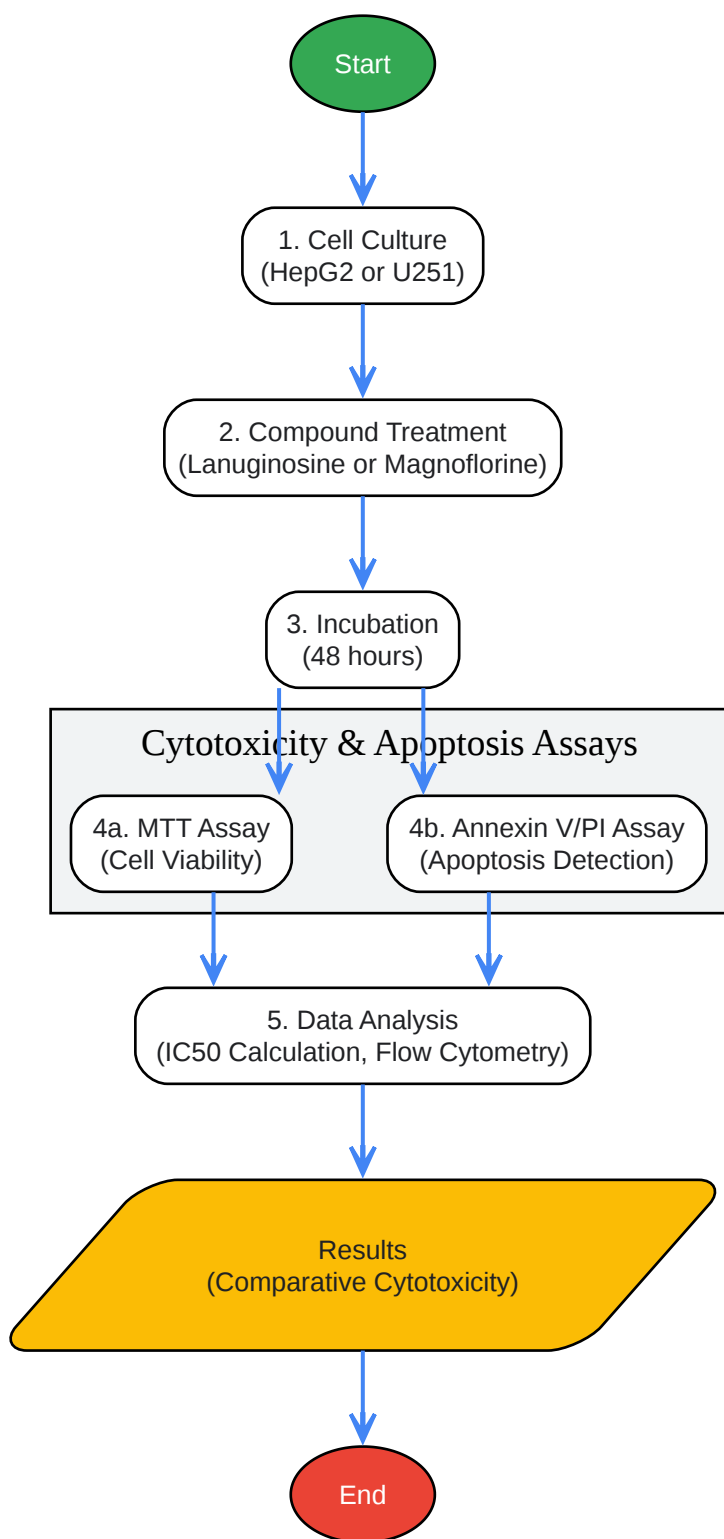 Start
1. Cell Culture
(HepG2 or U251)
2. Compound Treatment
(Lanuginosine or Magnoflorine)
3. Incubation
(48 hours)
Cytotoxicity & Apoptosis Assays
4a. MTT Assay
(Cell Viability)
4b. Annexin V/PI Assay
(Apoptosis Detection)
5. Data Analysis
(IC50 Calculation, Flow Cytometry)
Results
(Comparative Cytotoxicity)
End